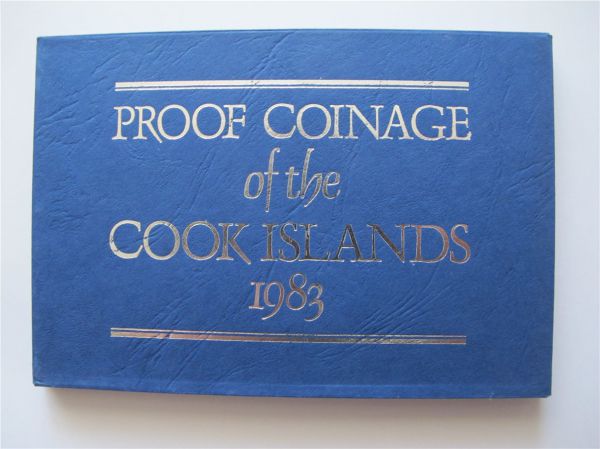 PROOF COINAGE
of the
COOK ISLANDS
1983